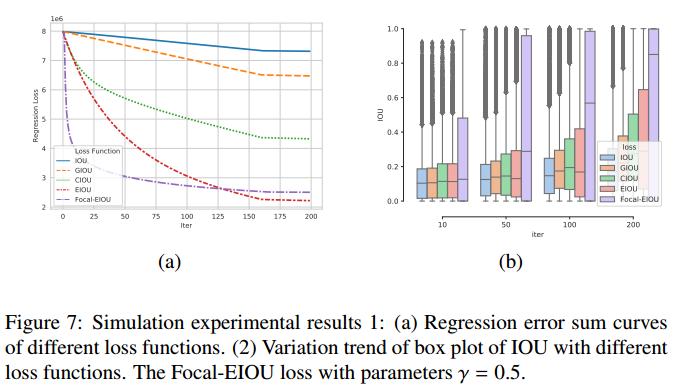 1e6
8
7
6
5
4
3
2
Regression Loss
Loss Function
IOU
GIOU
CIOU
EIOU
Focal-EIOU
0 25 50 75 100 125 150 175 200
Iter
(a)
1.0
0.8
0.6
0.4
0.2
0.0
IOU
loss
IOU
GIOU
CIOU
EIOU
Focal-EIOU
10 50 100 200
iter
(b)
Figure 7: Simulation experimental results 1: (a) Regression error sum curves
of different loss functions. (2) Variation trend of box plot of IOU with different
loss functions. The Focal-EIOU loss with parameters γ = 0.5.